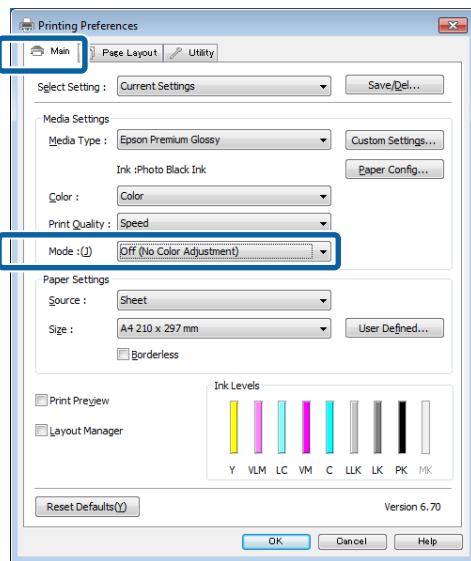 Printing Preferences
Main Page Layout Utility
Select Setting : Current Settings Save/Del...
Media Settings
Media Type : Epson Premium Glossy Custom Settings...
Ink :Photo Black Ink Paper Config...
Color : Color
Print Quality : Speed
Mode :(J) Off (No Color Adjustment)
Paper Settings
Source : Sheet
Size : A4 210 x 297 mm User Defined...
Borderless
Ink Levels
Print Preview
Layout Manager
Y VLM LC VM C LLK LK PK MK
Reset Defaults(Y) Version 6.70
OK Cancel Help